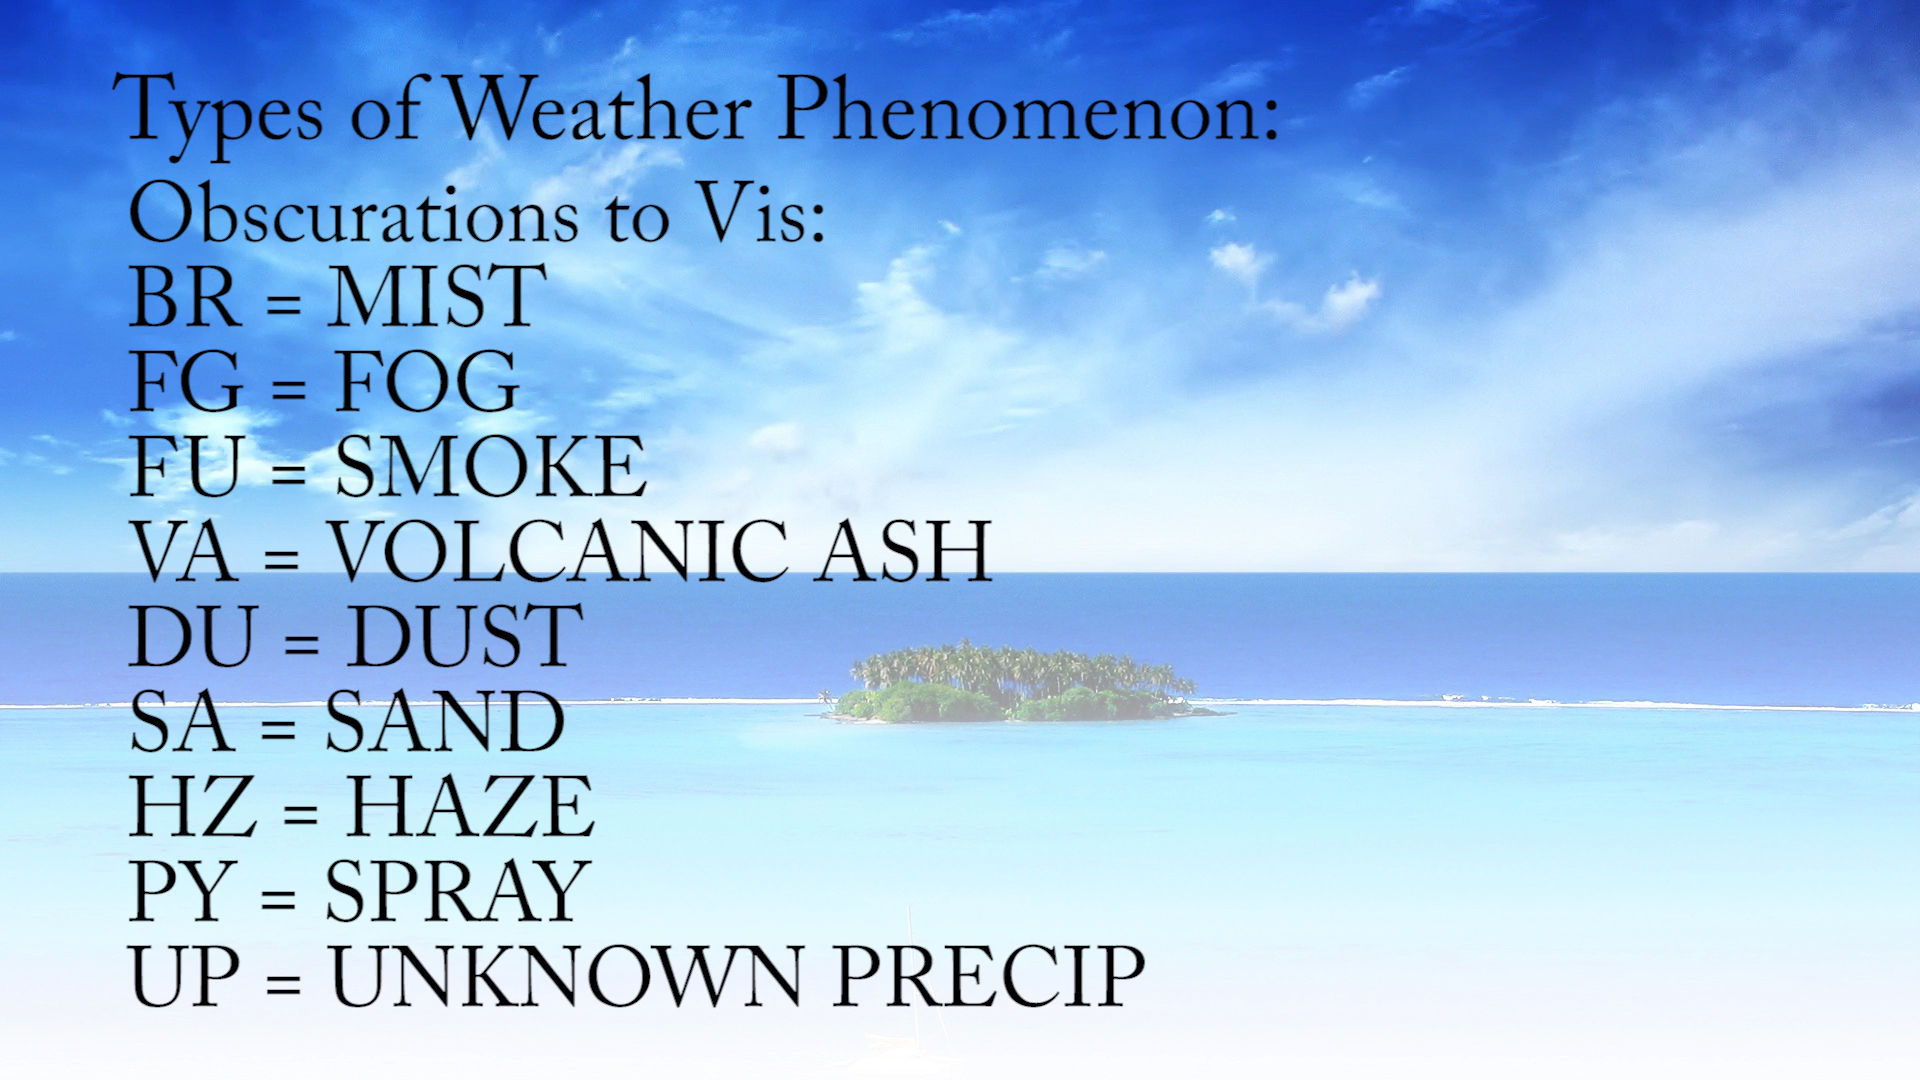 Types of Weather Phenomenon:
Obscurations to Vis:
BR = MIST
FG = FOG
FU = SMOKE
VA = VOLCANIC ASH
DU = DUST
SA = SAND
HZ = HAZE
PY = SPRAY
UP = UNKNOWN PRECIP